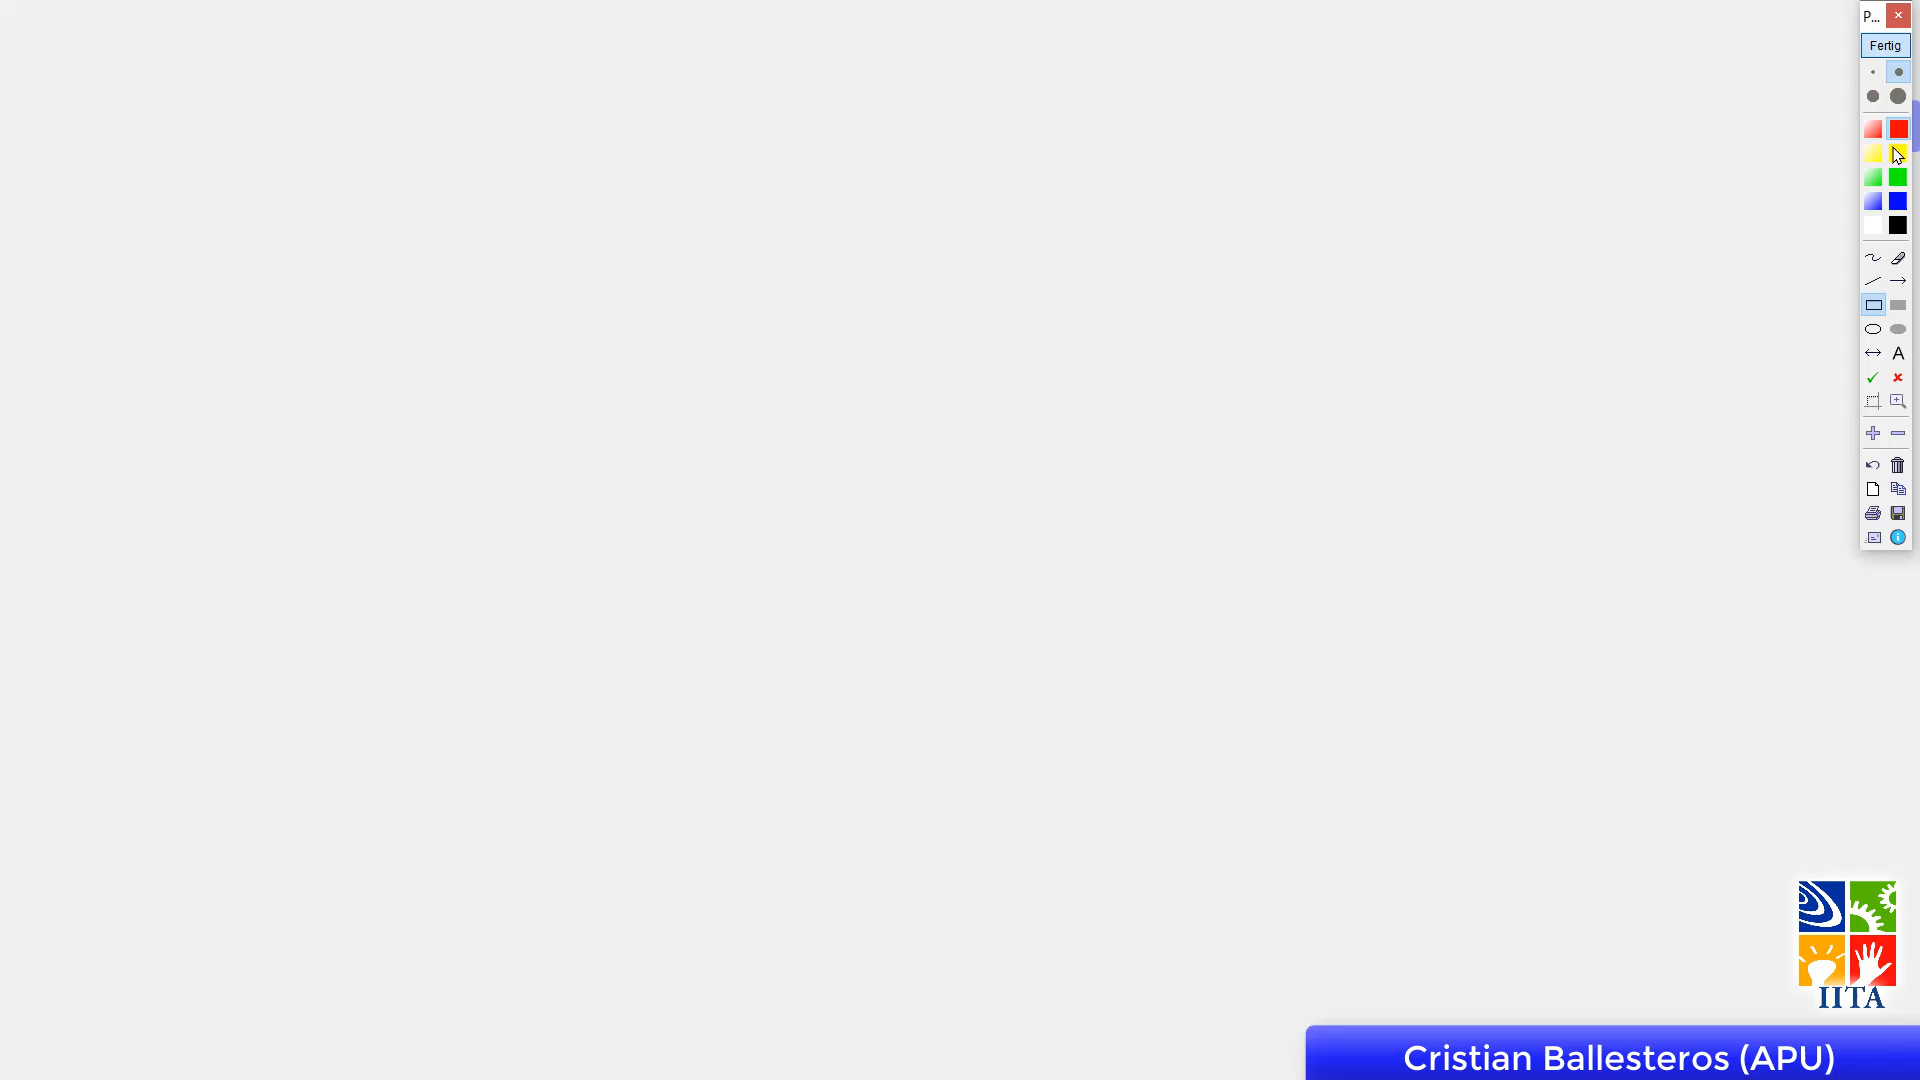 P...
Fertig
A
IITA
Cristian Ballesteros (APU)